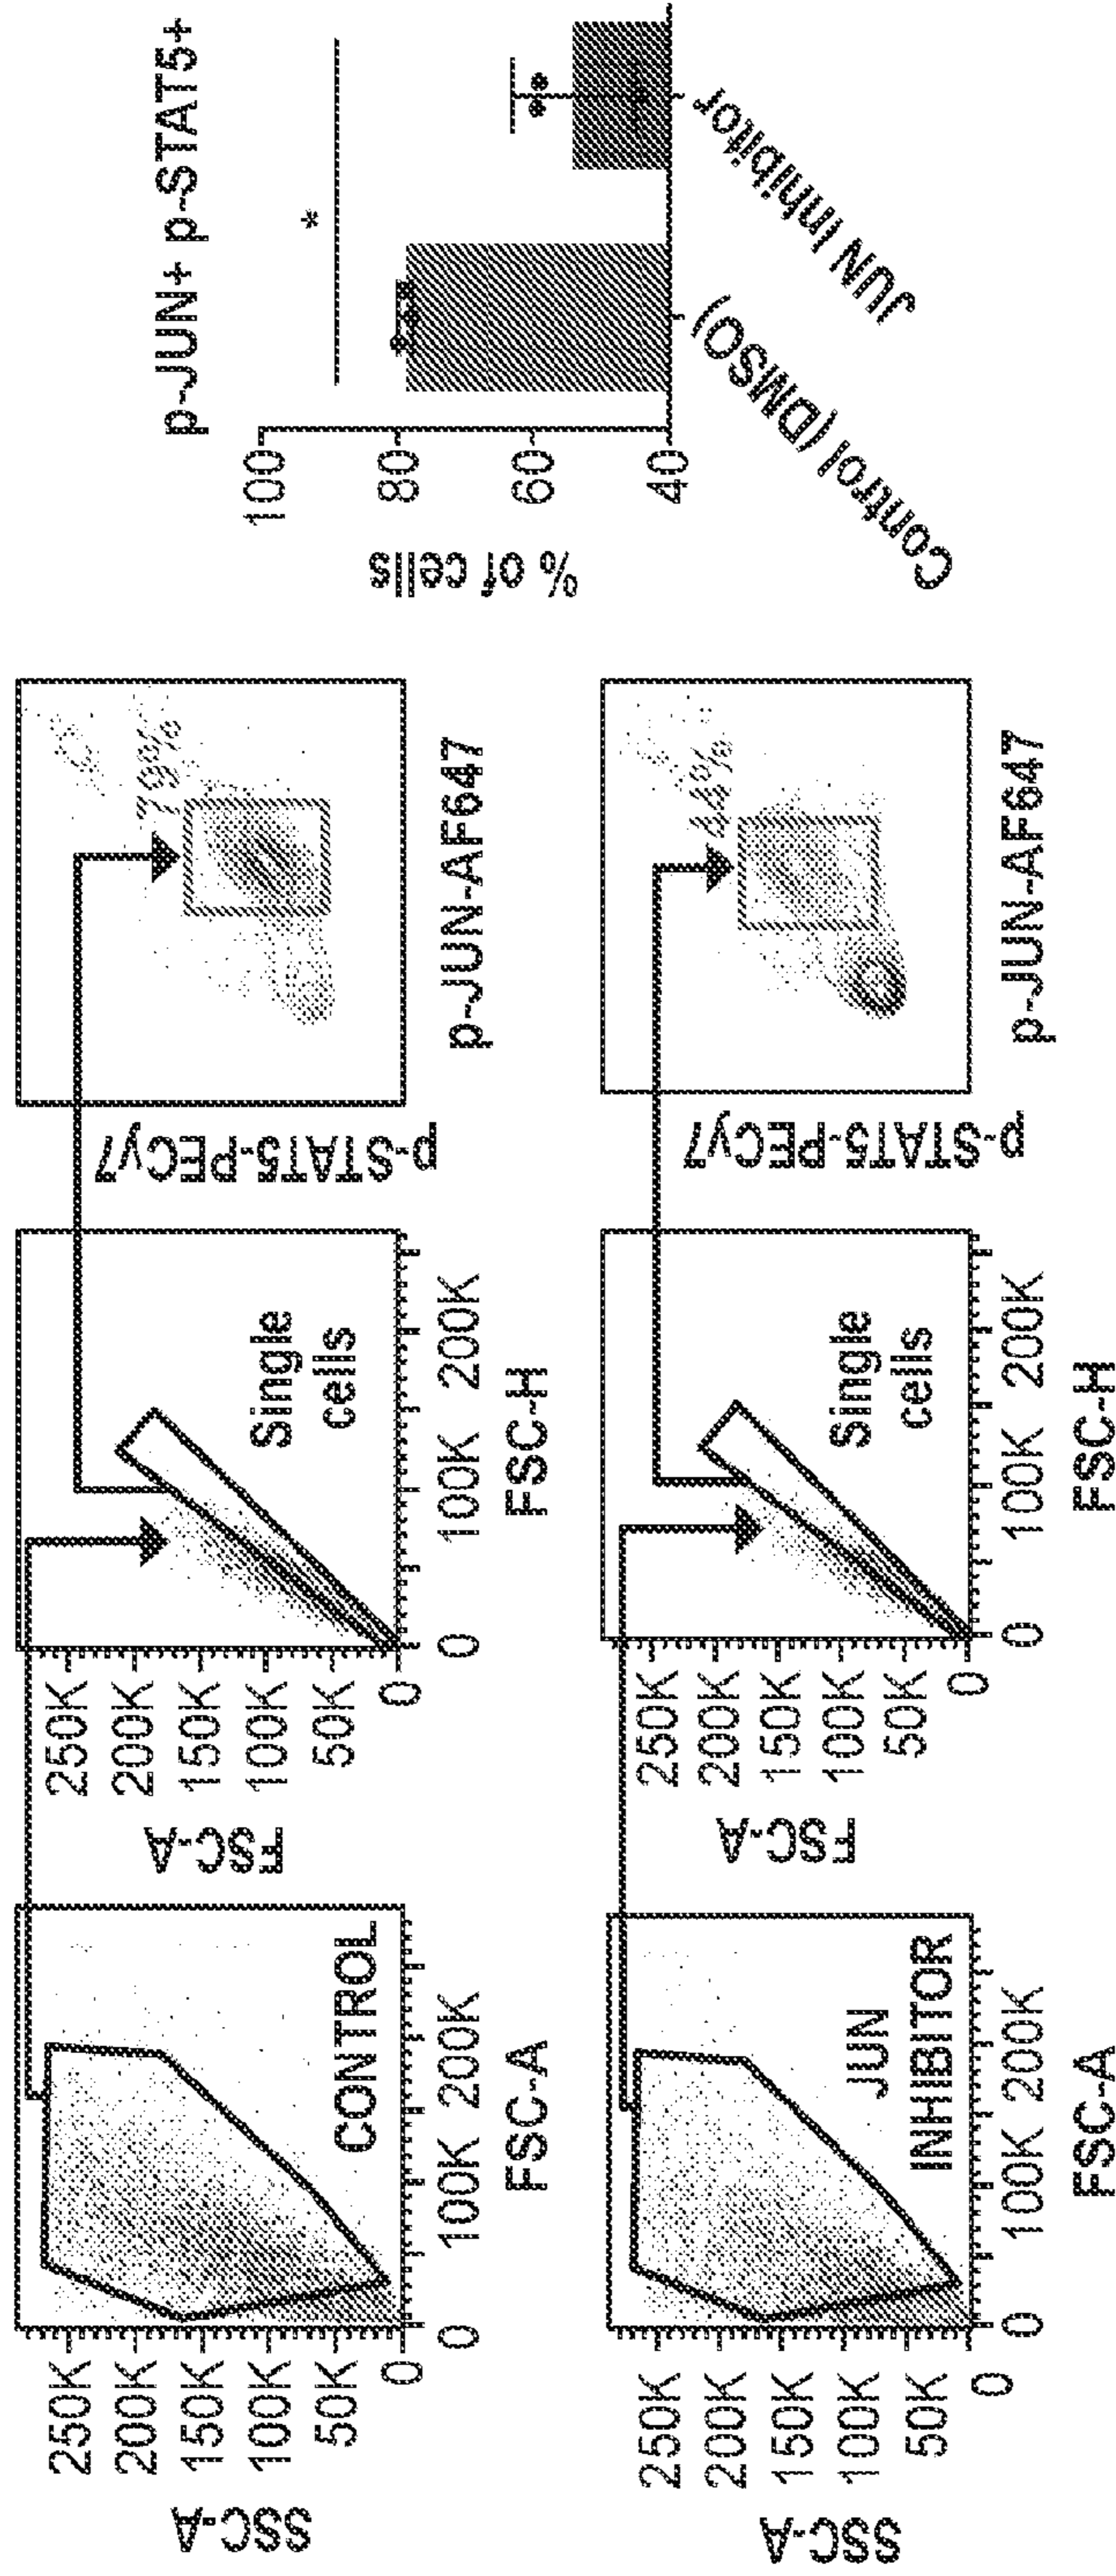 SSC-A
250K
200K
150K
100K
50K
0
CONTROL
0 100K 200K
FSC-A
FSC-A
250K
200K
150K
100K
50K
0
Single
cells
0 100K 200K
FSC-H
p-STAT5-PECy7
79%
p-JUN-AF647
SSC-A
250K
200K
150K
100K
50K
0
JUN
INHIBITOR
0 100K 200K
FSC-A
FSC-A
250K
200K
150K
100K
50K
0
Single
cells
0 100K 200K
FSC-H
p-STAT5-PECy7
44%
p-JUN-AF647
p-JUN+ p-STAT5+
*
% of cells
100
80
60
40
Control (DMSO)
JUN Inhibitor